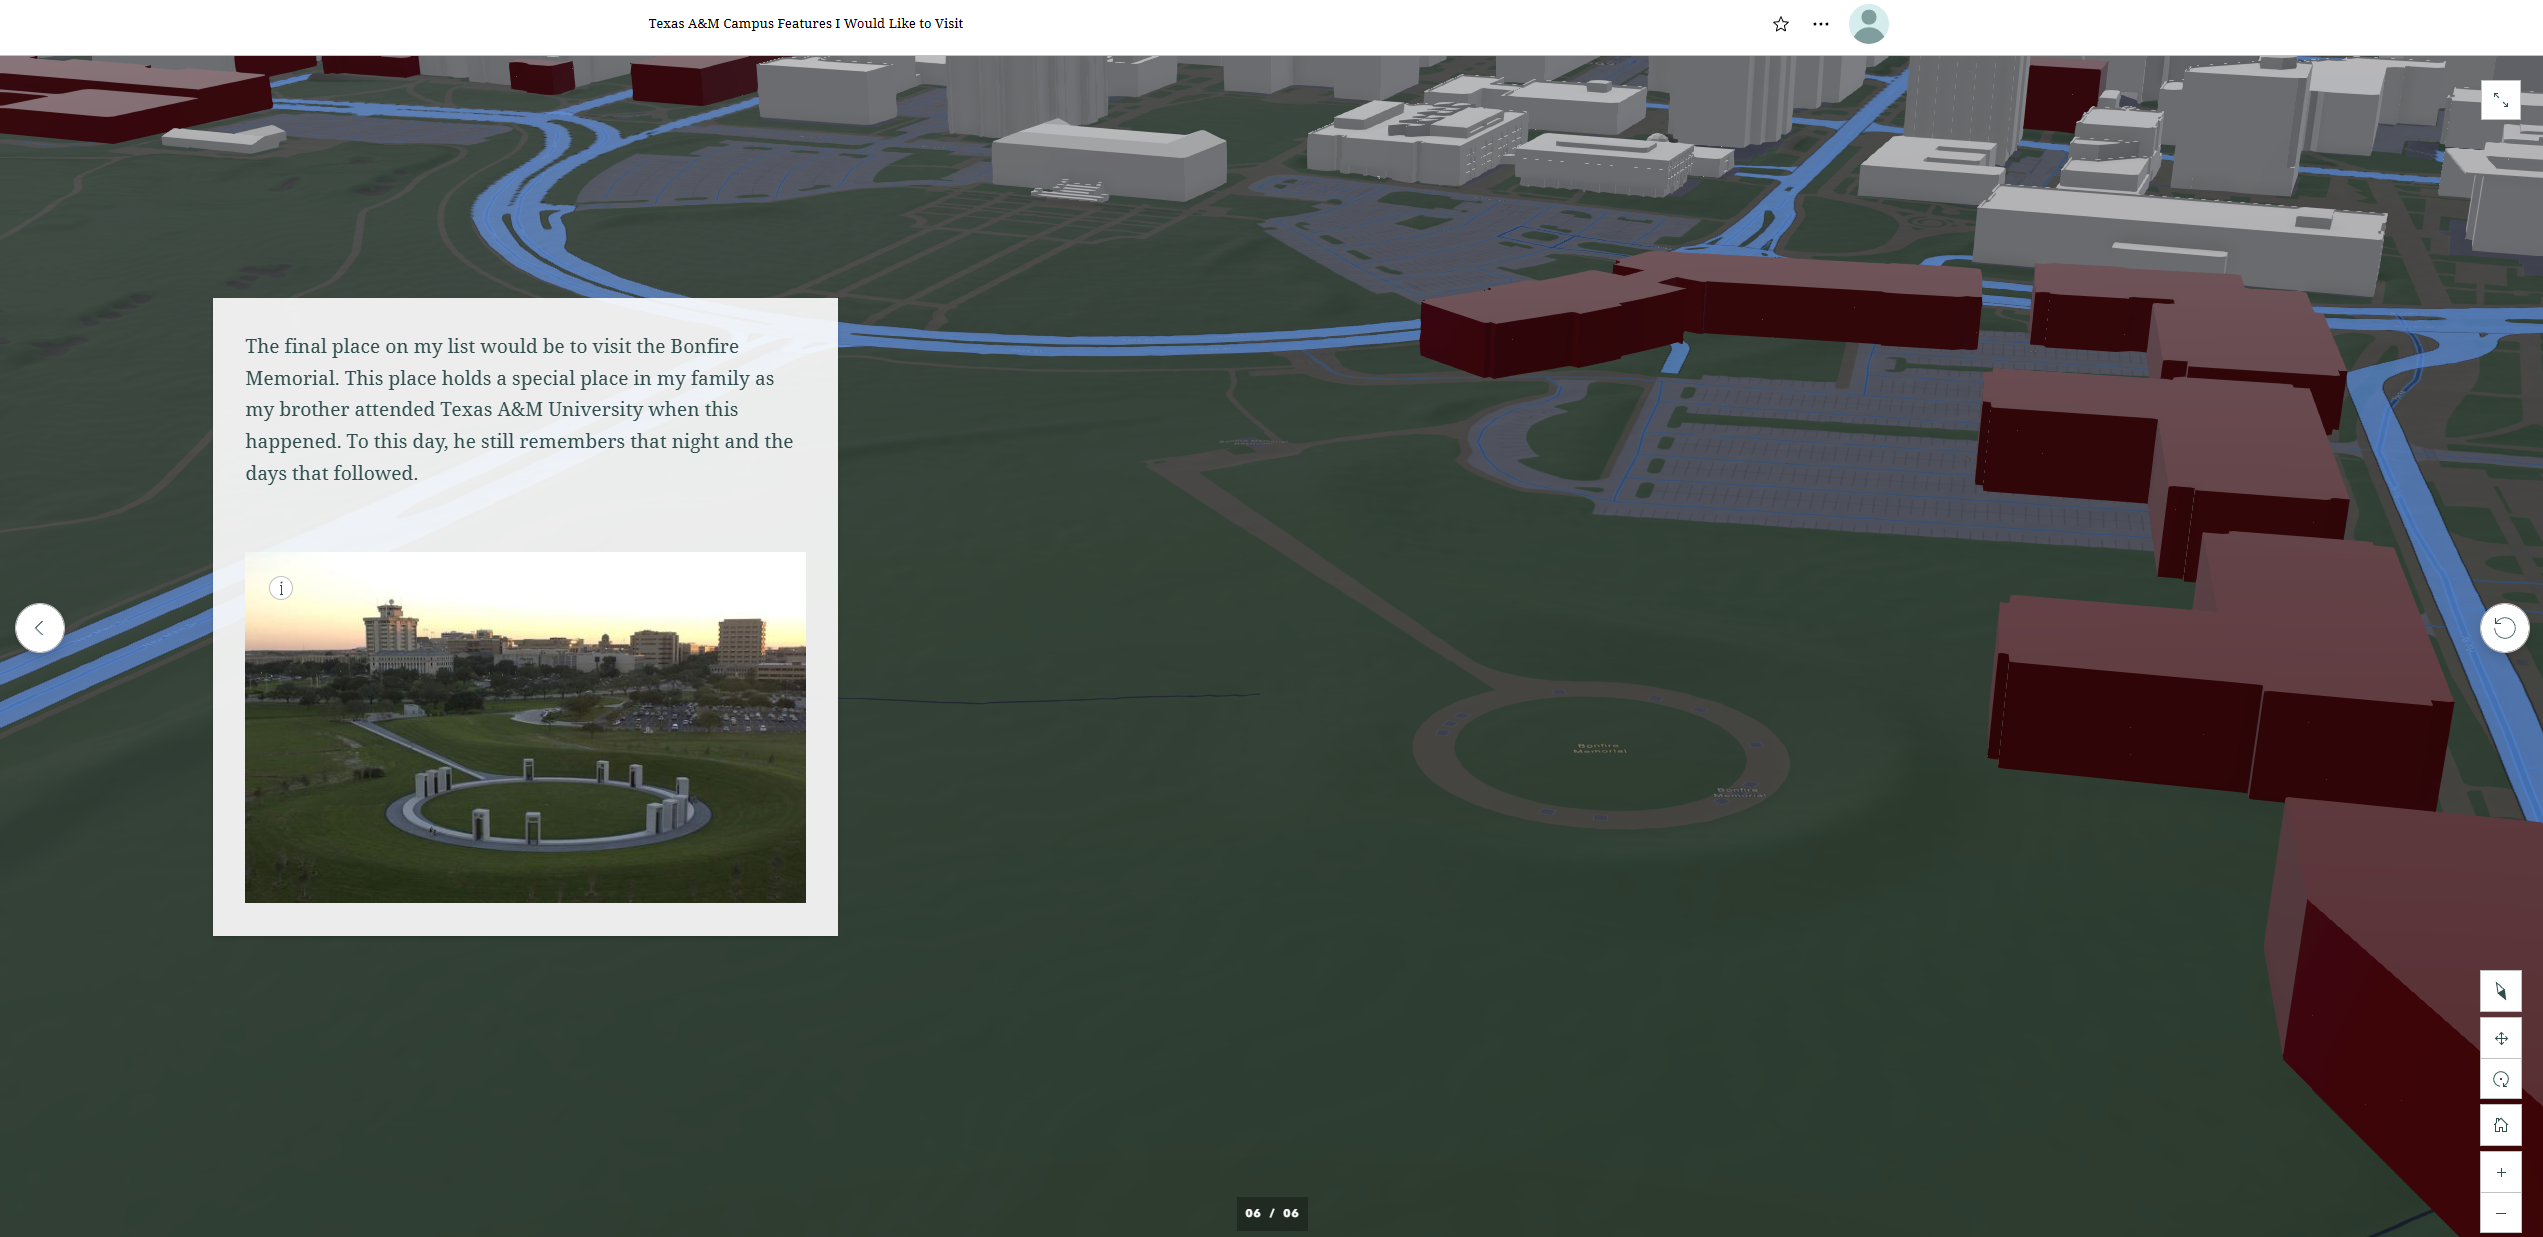 Texas A&M Campus Features I Would Like to Visit
The final place on my list would be to visit the Bonfire
Memorial. This place holds a special place in my family as
my brother attended Texas A&M University when this
happened. To this day, he still remembers that night and the
days that followed.
i
Bonfire
Memorial
Bonfire
Memorial
06 / 06